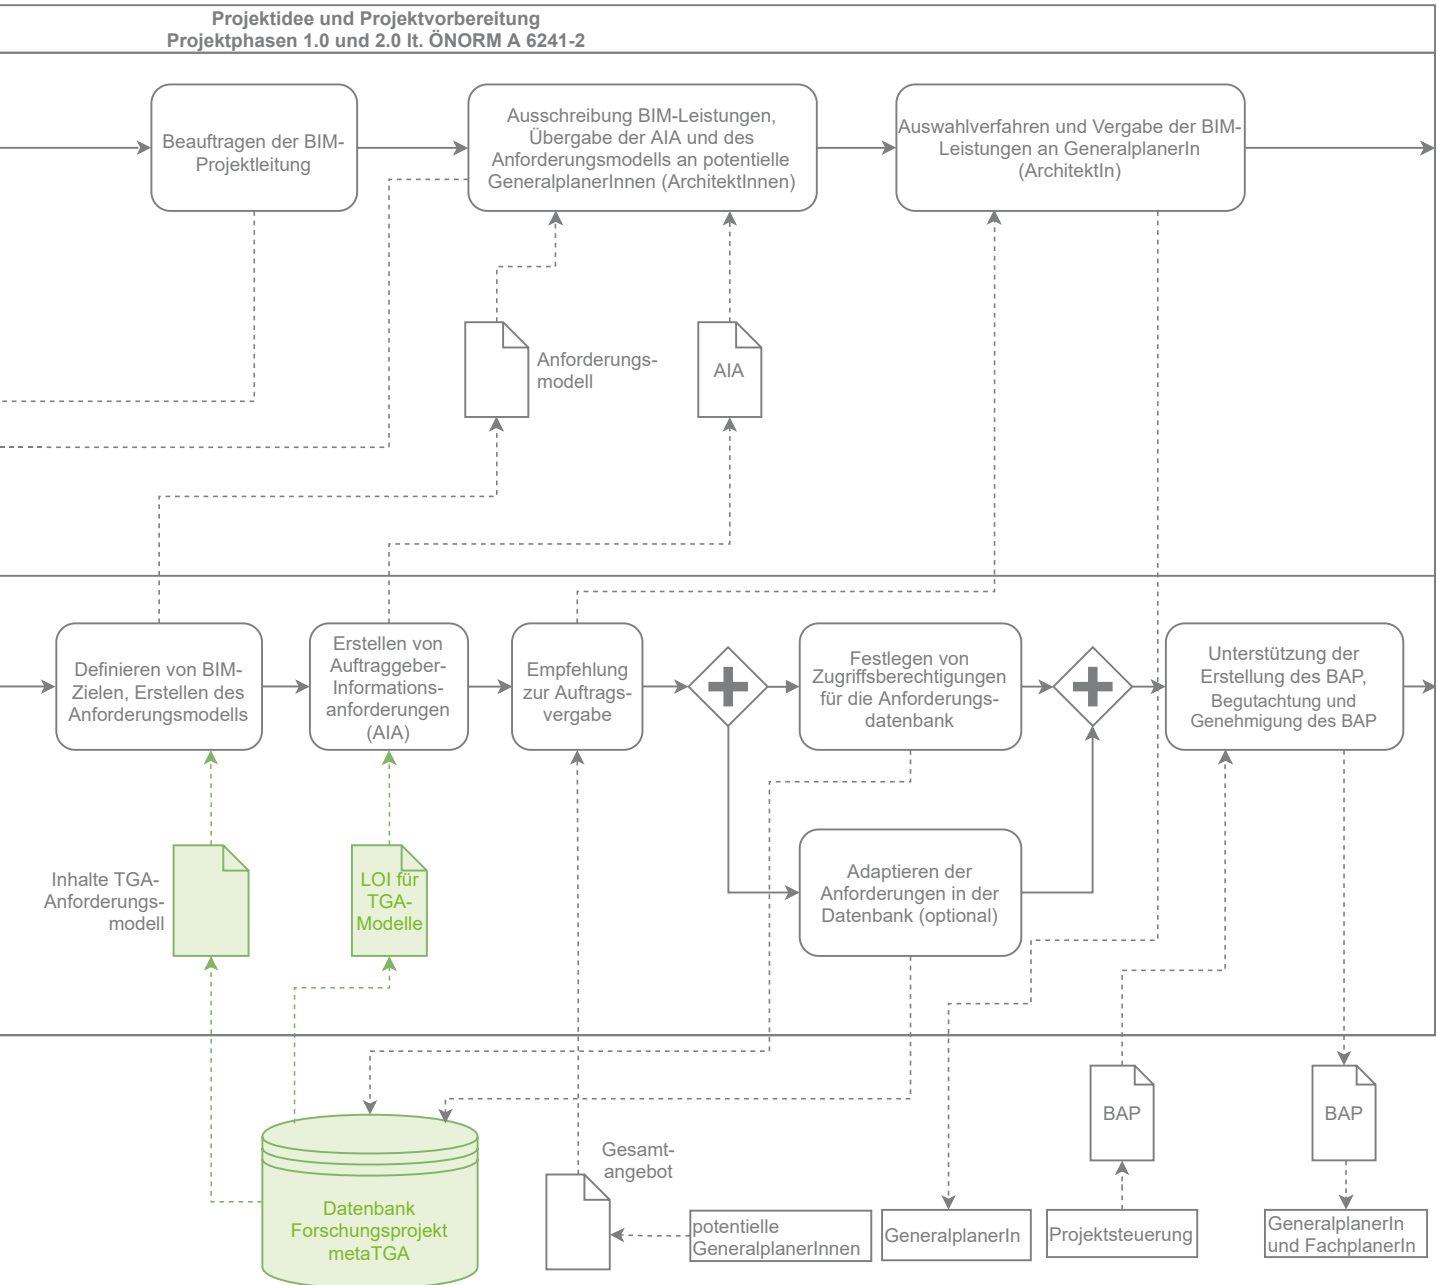 Projektidee und Projektvorbereitung
Projektphasen 1.0 und 2.0 lt. ÖNORM A 6241-2
Beauftragen der BIM-
Projektleitung
Ausschreibung BIM-Leistungen,
Übergabe der AIA und des
Anforderungsmodells an potentielle
GeneralplanerInnen (ArchitektInnen)
Auswahlverfahren und Vergabe der BIM-
Leistungen an GeneralplanerIn
(ArchitektIn)
Anforderungs-
modell
AIA
Definieren von BIM-
Zielen, Erstellen des
Anforderungsmodells
Erstellen von
Auftraggeber-
Informations-
anforderungen
(AIA)
Empfehlung
zur Auftrags-
vergabe
Festlegen von
Zugriffsberechtigungen
für die Anforderungs-
datenbank
Unterstützung der
Erstellung des BAP,
Begutachtung und
Genehmigung des BAP
Adaptieren der
Anforderungen in der
Datenbank (optional)
Inhalte TGA-
Anforderungs-
modell
LOI für
TGA-
Modelle
Datenbank
Forschungsprojekt
metaTGA
Gesamt-
angebot
potentielle
GeneralplanerInnen
GeneralplanerIn
BAP
Projektsteuerung
BAP
GeneralplanerIn
und FachplanerIn